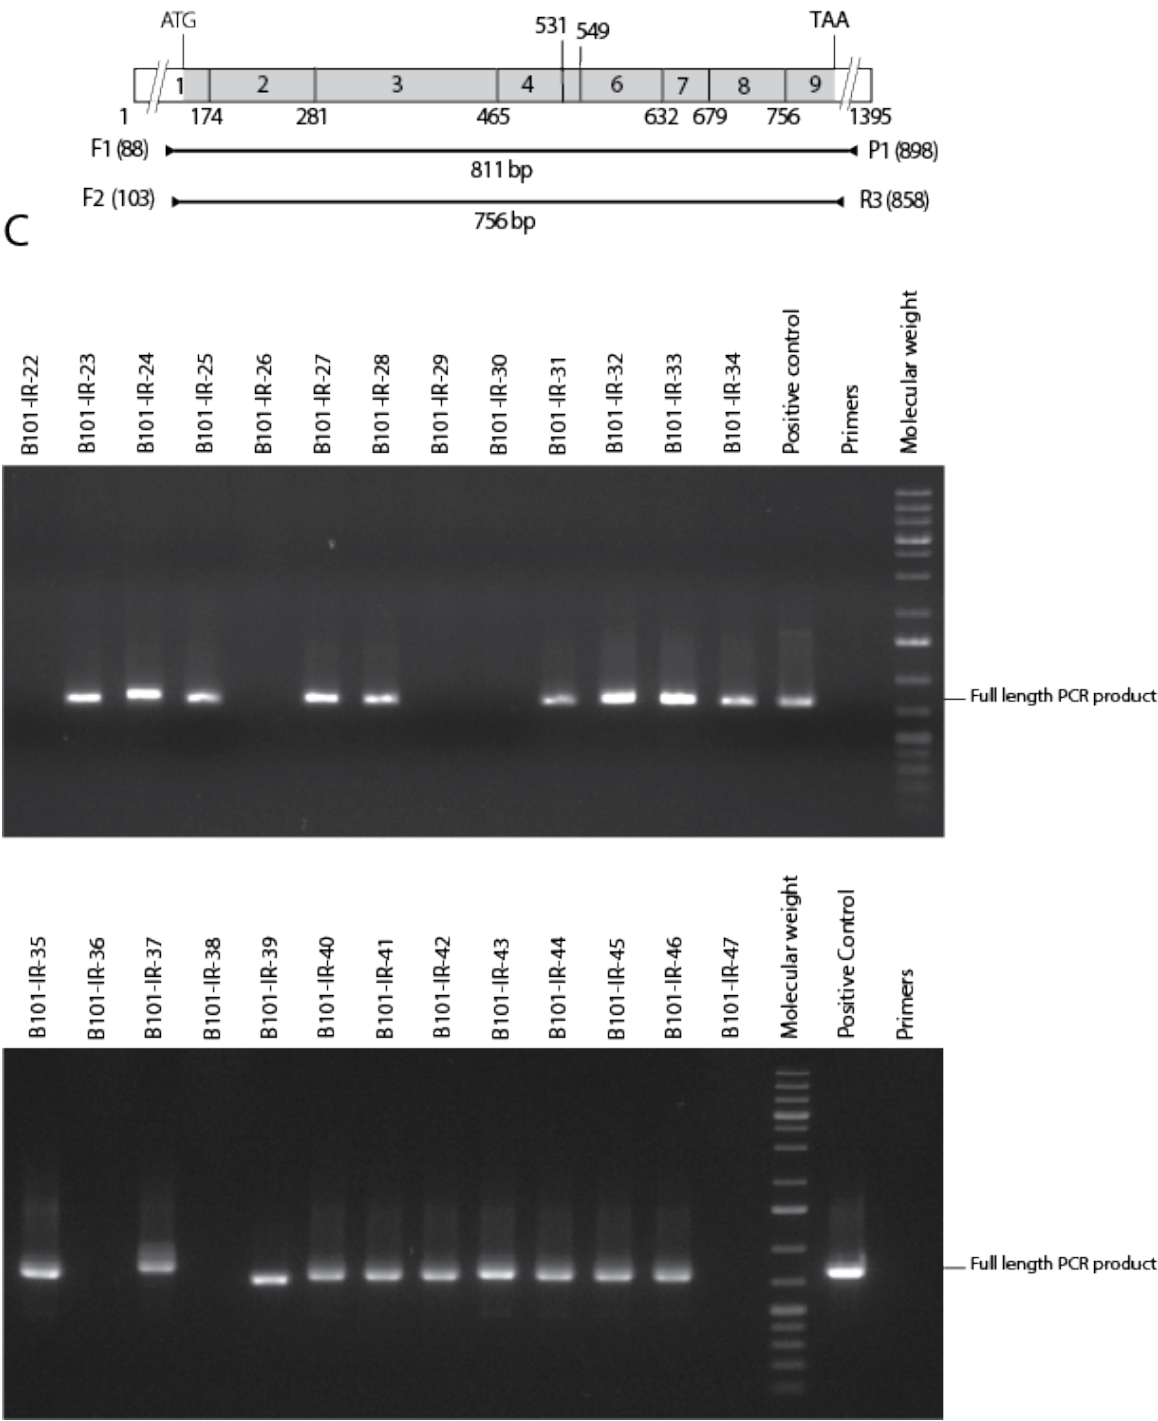 ATG 531 549 TAA
1 2 3 4 6 7 8 9
1 174 281 465 632 679 756 1395
F1 (88) P1 (898)
811 bp
F2 (103) R3 (858)
756 bp
C
B101-IR-22
B101-IR-23
B101-IR-24
B101-IR-25
B101-IR-26
B101-IR-27
B101-IR-28
B101-IR-29
B101-IR-30
B101-IR-31
B101-IR-32
B101-IR-33
B101-IR-34
Positive control
Primers
Molecular weight
Full length PCR product
B101-IR-35
B101-IR-36
B101-IR-37
B101-IR-38
B101-IR-39
B101-IR-40
B101-IR-41
B101-IR-42
B101-IR-43
B101-IR-44
B101-IR-45
B101-IR-46
B101-IR-47
Molecular weight
Positive Control
Primers
Full length PCR product